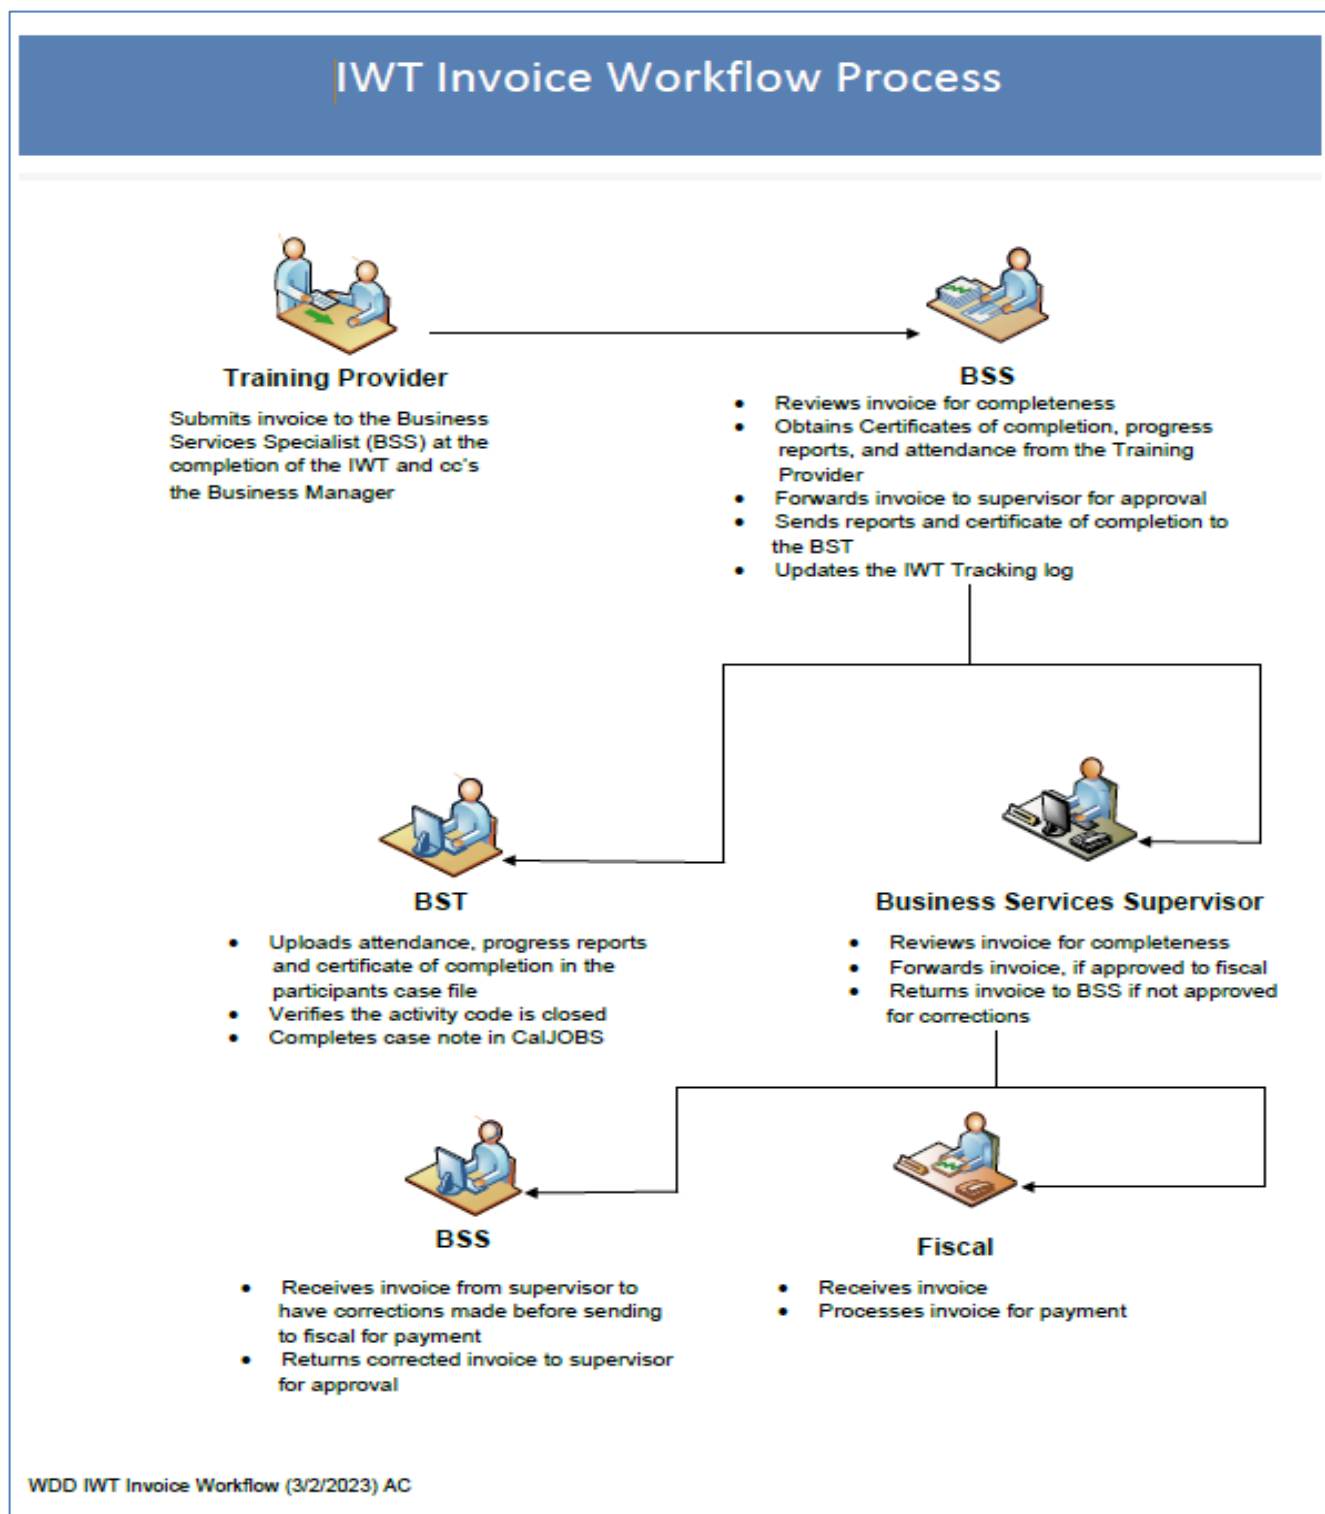 IWT Invoice Workflow Process
Training Provider
Submits invoice to the Business
Services Specialist (BSS) at the
completion of the IWT and cc's
the Business Manager
BSS
• Reviews invoice for completeness
• Obtains Certificates of completion, progress
reports, and attendance from the Training
Provider
• Forwards invoice to supervisor for approval
• Sends reports and certificate of completion to
the BST
• Updates the IWT Tracking log
BST
• Uploads attendance, progress reports
and certificate of completion in the
participants case file
• Verifies the activity code is closed
• Completes case note in CalJOBS
Business Services Supervisor
• Reviews invoice for completeness
• Forwards invoice, if approved to fiscal
• Returns invoice to BSS if not approved
for corrections
BSS
• Receives invoice from supervisor to
have corrections made before sending
to fiscal for payment
• Returns corrected invoice to supervisor
for approval
Fiscal
• Receives invoice
• Processes invoice for payment
WDD IWT Invoice Workflow (3/2/2023) AC